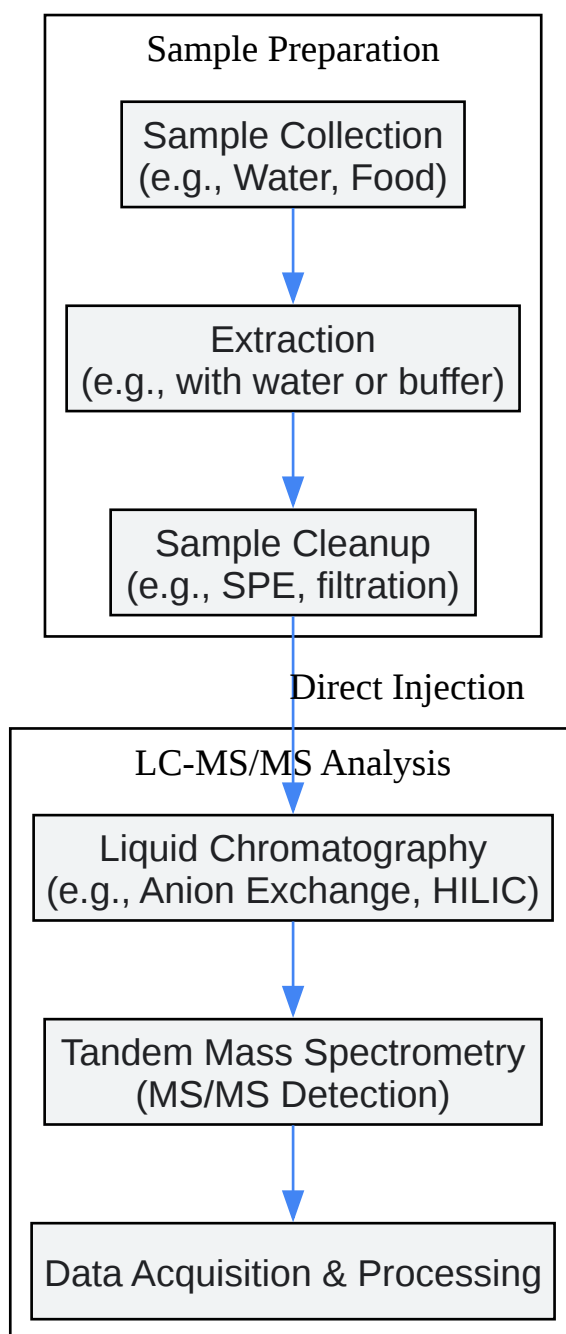 Sample Preparation
Sample Collection
(e.g., Water, Food)
Extraction
(e.g., with water or buffer)
Sample Cleanup
(e.g., SPE, filtration)
Direct Injection
LC-MS/MS Analysis
Liquid Chromatography
(e.g., Anion Exchange, HILIC)
Tandem Mass Spectrometry
(MS/MS Detection)
Data Acquisition & Processing